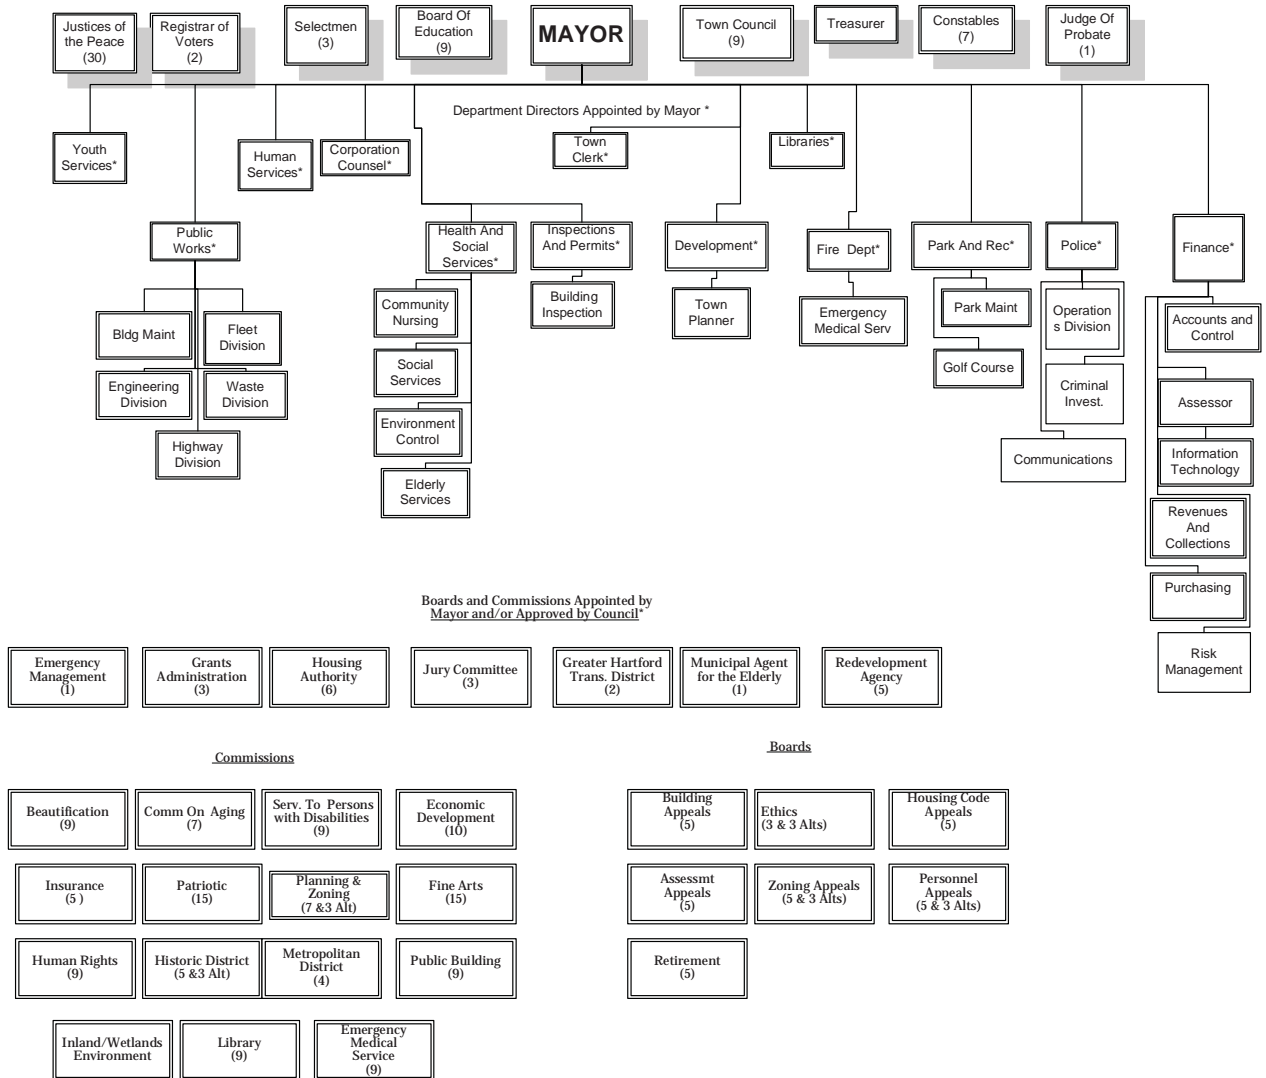 Justices of
the Peace
(30)
Registrar of
Voters
(2)
Selectmen
(3)
Board Of
Education
(9)
MAYOR
Town Council
(9)
Treasurer
Constables
(7)
Judge Of
Probate
(1)
Department Directors Appointed by Mayor *
Youth
Services*
Human
Services*
Corporation
Counsel*
Town
Clerk*
Libraries*
Public
Works*
Health And
Social
Services*
Inspections
And Permits*
Development*
Fire Dept*
Park And Rec*
Police*
Finance*
Bldg Maint
Fleet
Division
Engineering
Division
Waste
Division
Highway
Division
Community
Nursing
Social
Services
Environment
Control
Elderly
Services
Building
Inspection
Town
Planner
Emergency
Medical Serv
Park Maint
Golf Course
Operation
s Division
Criminal
Invest.
Communications
Accounts and
Control
Assessor
Information
Technology
Revenues
And
Collections
Purchasing
Risk
Management
Boards and Commissions Appointed by
Mayor and/or Approved by Council*
Emergency
Management
(1)
Grants
Administration
(3)
Housing
Authority
(6)
Jury Committee
(3)
Greater Hartford
Trans. District
(2)
Municipal Agent
for the Elderly
(1)
Redevelopment
Agency
(5)
Commissions
Beautification
(9)
Comm On Aging
(7)
Serv. To Persons
with Disabilities
(9)
Economic
Development
(10)
Insurance
(5 )
Patriotic
(15)
Planning &
Zoning
(7 &3 Alt)
Fine Arts
(15)
Human Rights
(9)
Historic District
(5 &3 Alt)
Metropolitan
District
(4)
Public Building
(9)
Inland/Wetlands
Environment
Library
(9)
Emergency
Medical
Service
(9)
Boards
Building
Appeals
(5)
Ethics
(3 & 3 Alts)
Housing Code
Appeals
(5)
Assessmt
Appeals
(5)
Zoning Appeals
(5 & 3 Alts)
Personnel
Appeals
(5 & 3 Alts)
Retirement
(5)